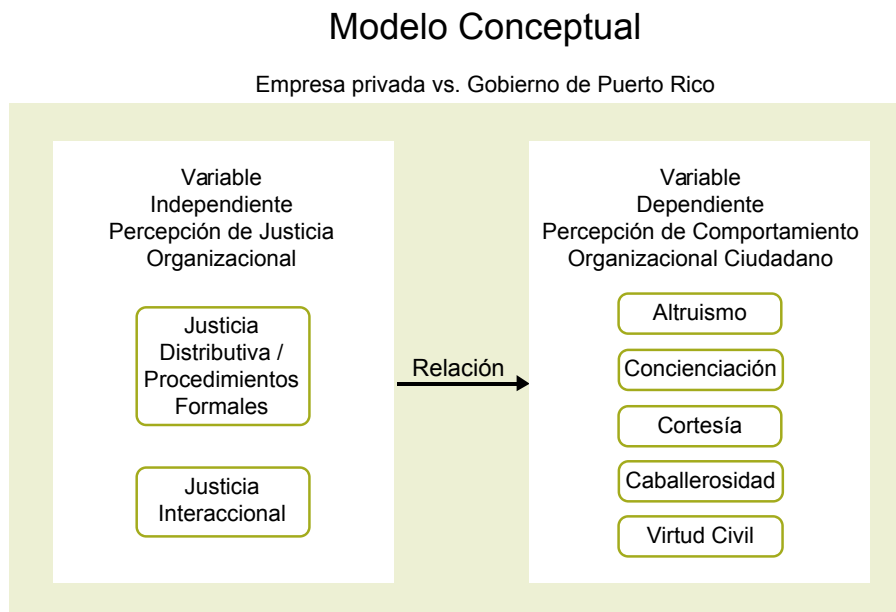 Modelo Conceptual
Empresa privada vs. Gobierno de Puerto Rico
Variable
Independiente
Percepción de Justicia
Organizacional
Justicia
Distributiva /
Procedimientos
Formales
Justicia
Interaccional
Relación
Variable
Dependiente
Percepción de Comportamiento
Organizacional Ciudadano
Altruismo
Concienciación
Cortesía
Caballerosidad
Virtud Civil